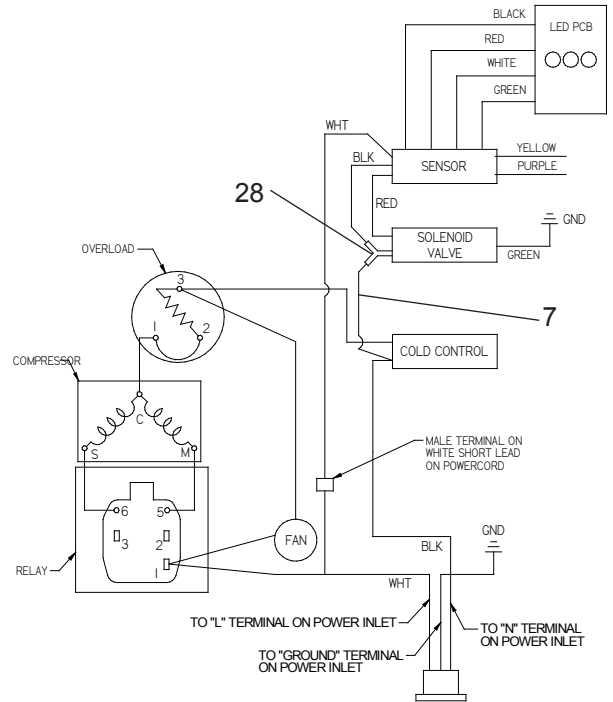 BLACK
LED PCB
RED
WHITE
GREEN
WHT
BLK
SENSOR
YELLOW
PURPLE
28
RED
GND
SOLENOID
VALVE
GREEN
OVERLOAD
3
1
2
7
COLD CONTROL
COMPRESSOR
C
S
M
MALE TERMINAL ON
WHITE SHORT LEAD
ON POWERCORD
6
5
3
2
1
FAN
RELAY
GND
BLK
WHT
TO "L" TERMINAL ON POWER INLET
TO "N" TERMINAL
ON POWER INLET
TO "GROUND" TERMINAL
ON POWER INLET